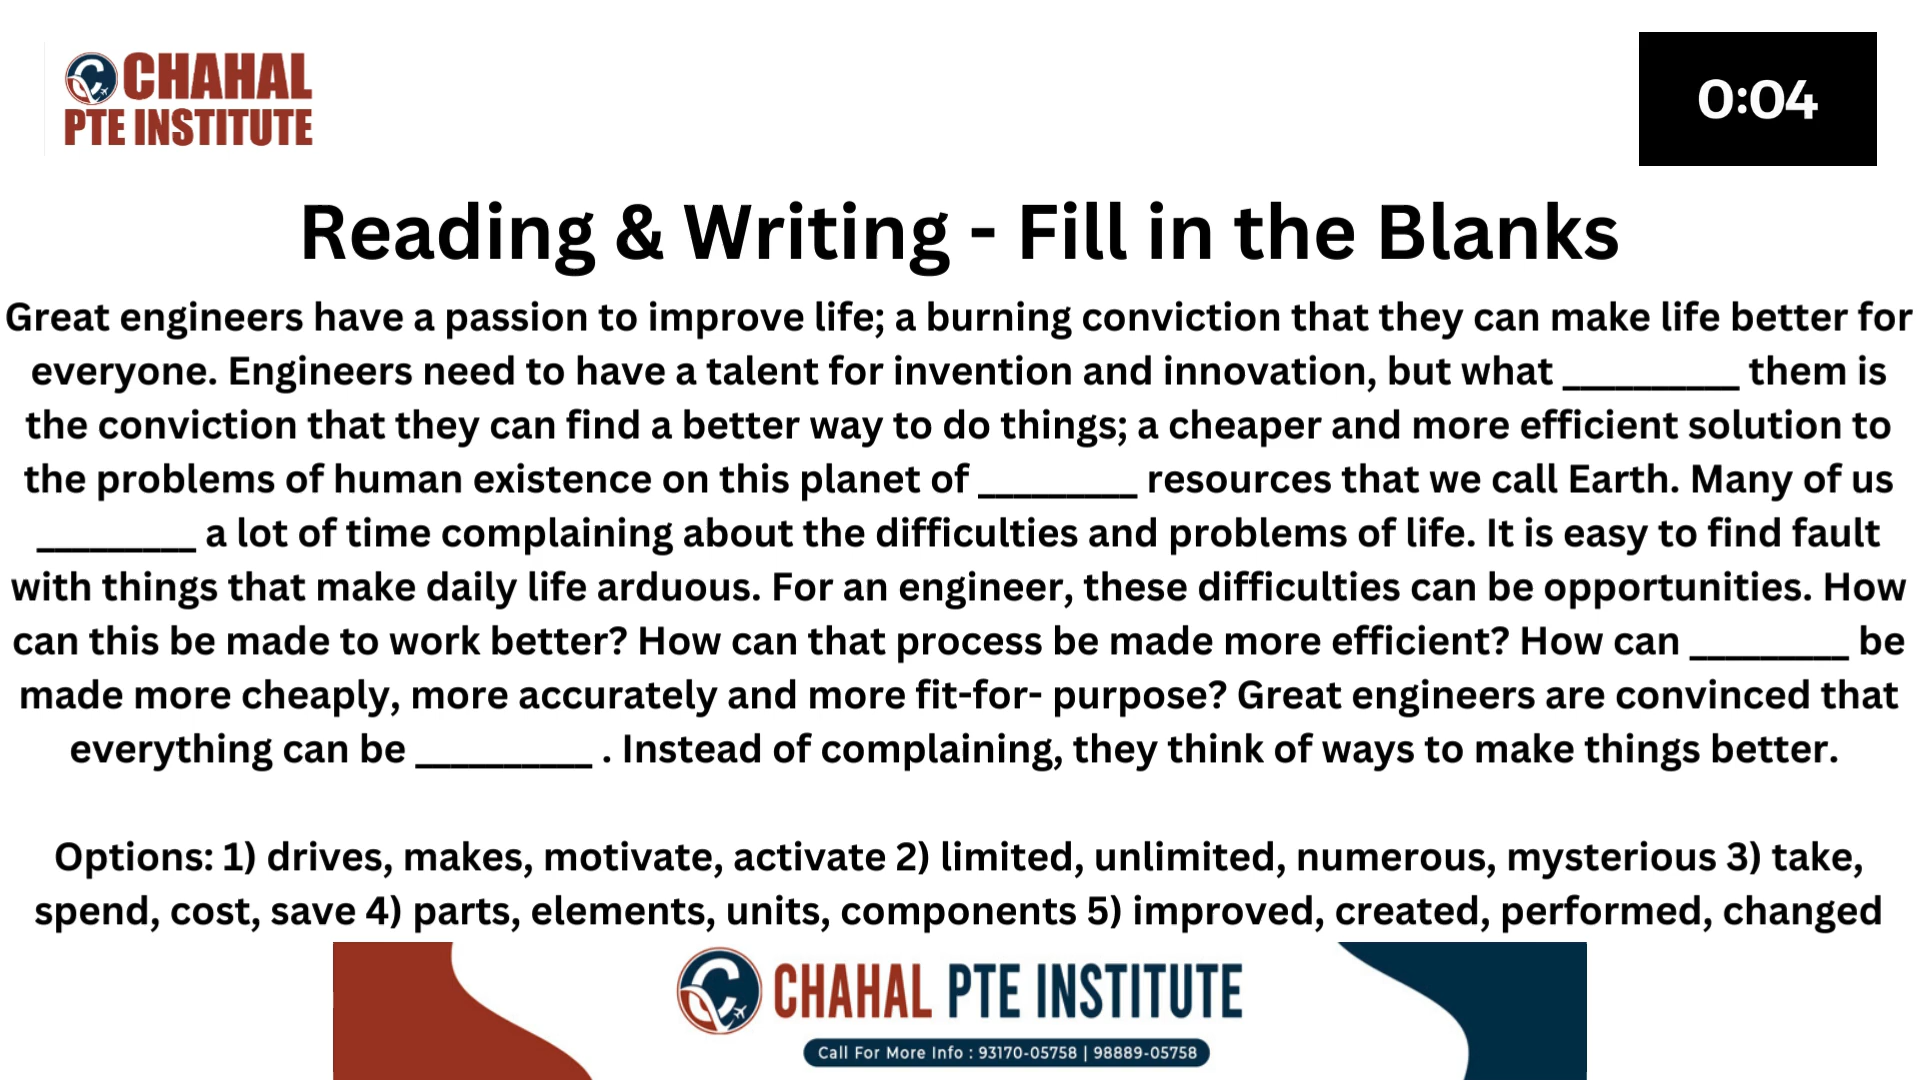 CHAHAL
PTE INSTITUTE
0:04
Reading & Writing - Fill in the Blanks
Great engineers have a passion to improve life; a burning conviction that they can make life better for
everyone. Engineers need to have a talent for invention and innovation, but what __________ them is
the conviction that they can find a better way to do things; a cheaper and more efficient solution to
the problems of human existence on this planet of _________ resources that we call Earth. Many of us
_________ a lot of time complaining about the difficulties and problems of life. It is easy to find fault
with things that make daily life arduous. For an engineer, these difficulties can be opportunities. How
can this be made to work better? How can that process be made more efficient? How can _________ be
made more cheaply, more accurately and more fit-for- purpose? Great engineers are convinced that
everything can be __________ . Instead of complaining, they think of ways to make things better.
Options: 1) drives, makes, motivate, activate 2) limited, unlimited, numerous, mysterious 3) take,
spend, cost, save 4) parts, elements, units, components 5) improved, created, performed, changed
CHAHAL PTE INSTITUTE
Call For More Info : 93170-05758 | 98889-05758